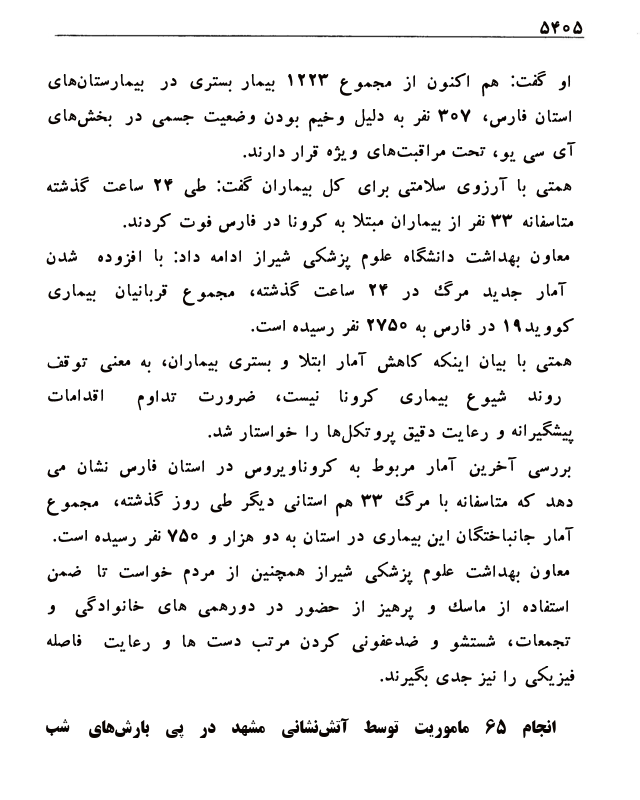 ۵۴۰۵
او گفت: هم اکنون از مجموع ۱۲۲۳ بیمار بستری در بیمارستان‌های
استان فارس، ۳۰۷ نفر به دلیل وخیم بودن وضعیت جسمی در بخش‌های
آی سی یو، تحت مراقبت‌های ویژه قرار دارند.
همتی با آرزوی سلامتی برای کل بیماران گفت: طی ۲۴ ساعت گذشته
متاسفانه ۳۳ نفر از بیماران مبتلا به کرونا در فارس فوت کردند.
معاون بهداشت دانشگاه علوم پزشکی شیراز ادامه داد: با افزوده شدن
آمار جدید مرگ در ۲۴ ساعت گذشته، مجموع قربانیان بیماری
کووید۱۹ در فارس به ۲۷۵۰ نفر رسیده است.
همتی با بیان اینکه کاهش آمار ابتلا و بستری بیماران، به معنی توقف
روند شیوع بیماری کرونا نیست، ضرورت تداوم اقدامات
پیشگیرانه و رعایت دقیق پروتکل‌ها را خواستار شد.
بررسی آخرین آمار مربوط به کروناویروس در استان فارس نشان می
دهد که متاسفانه با مرگ ۳۳ هم استانی دیگر طی روز گذشته، مجموع
آمار جانباختگان این بیماری در استان به دو هزار و ۷۵۰ نفر رسیده است.
معاون بهداشت علوم پزشکی شیراز همچنین از مردم خواست تا ضمن
استفاده از ماسک و پرهیز از حضور در دورهمی های خانوادگی و
تجمعات، شستشو و ضدعفونی کردن مرتب دست ها و رعایت فاصله
فیزیکی را نیز جدی بگیرند.
انجام ۶۵ ماموریت توسط آتش‌نشانی مشهد در پی بارش‌های شب